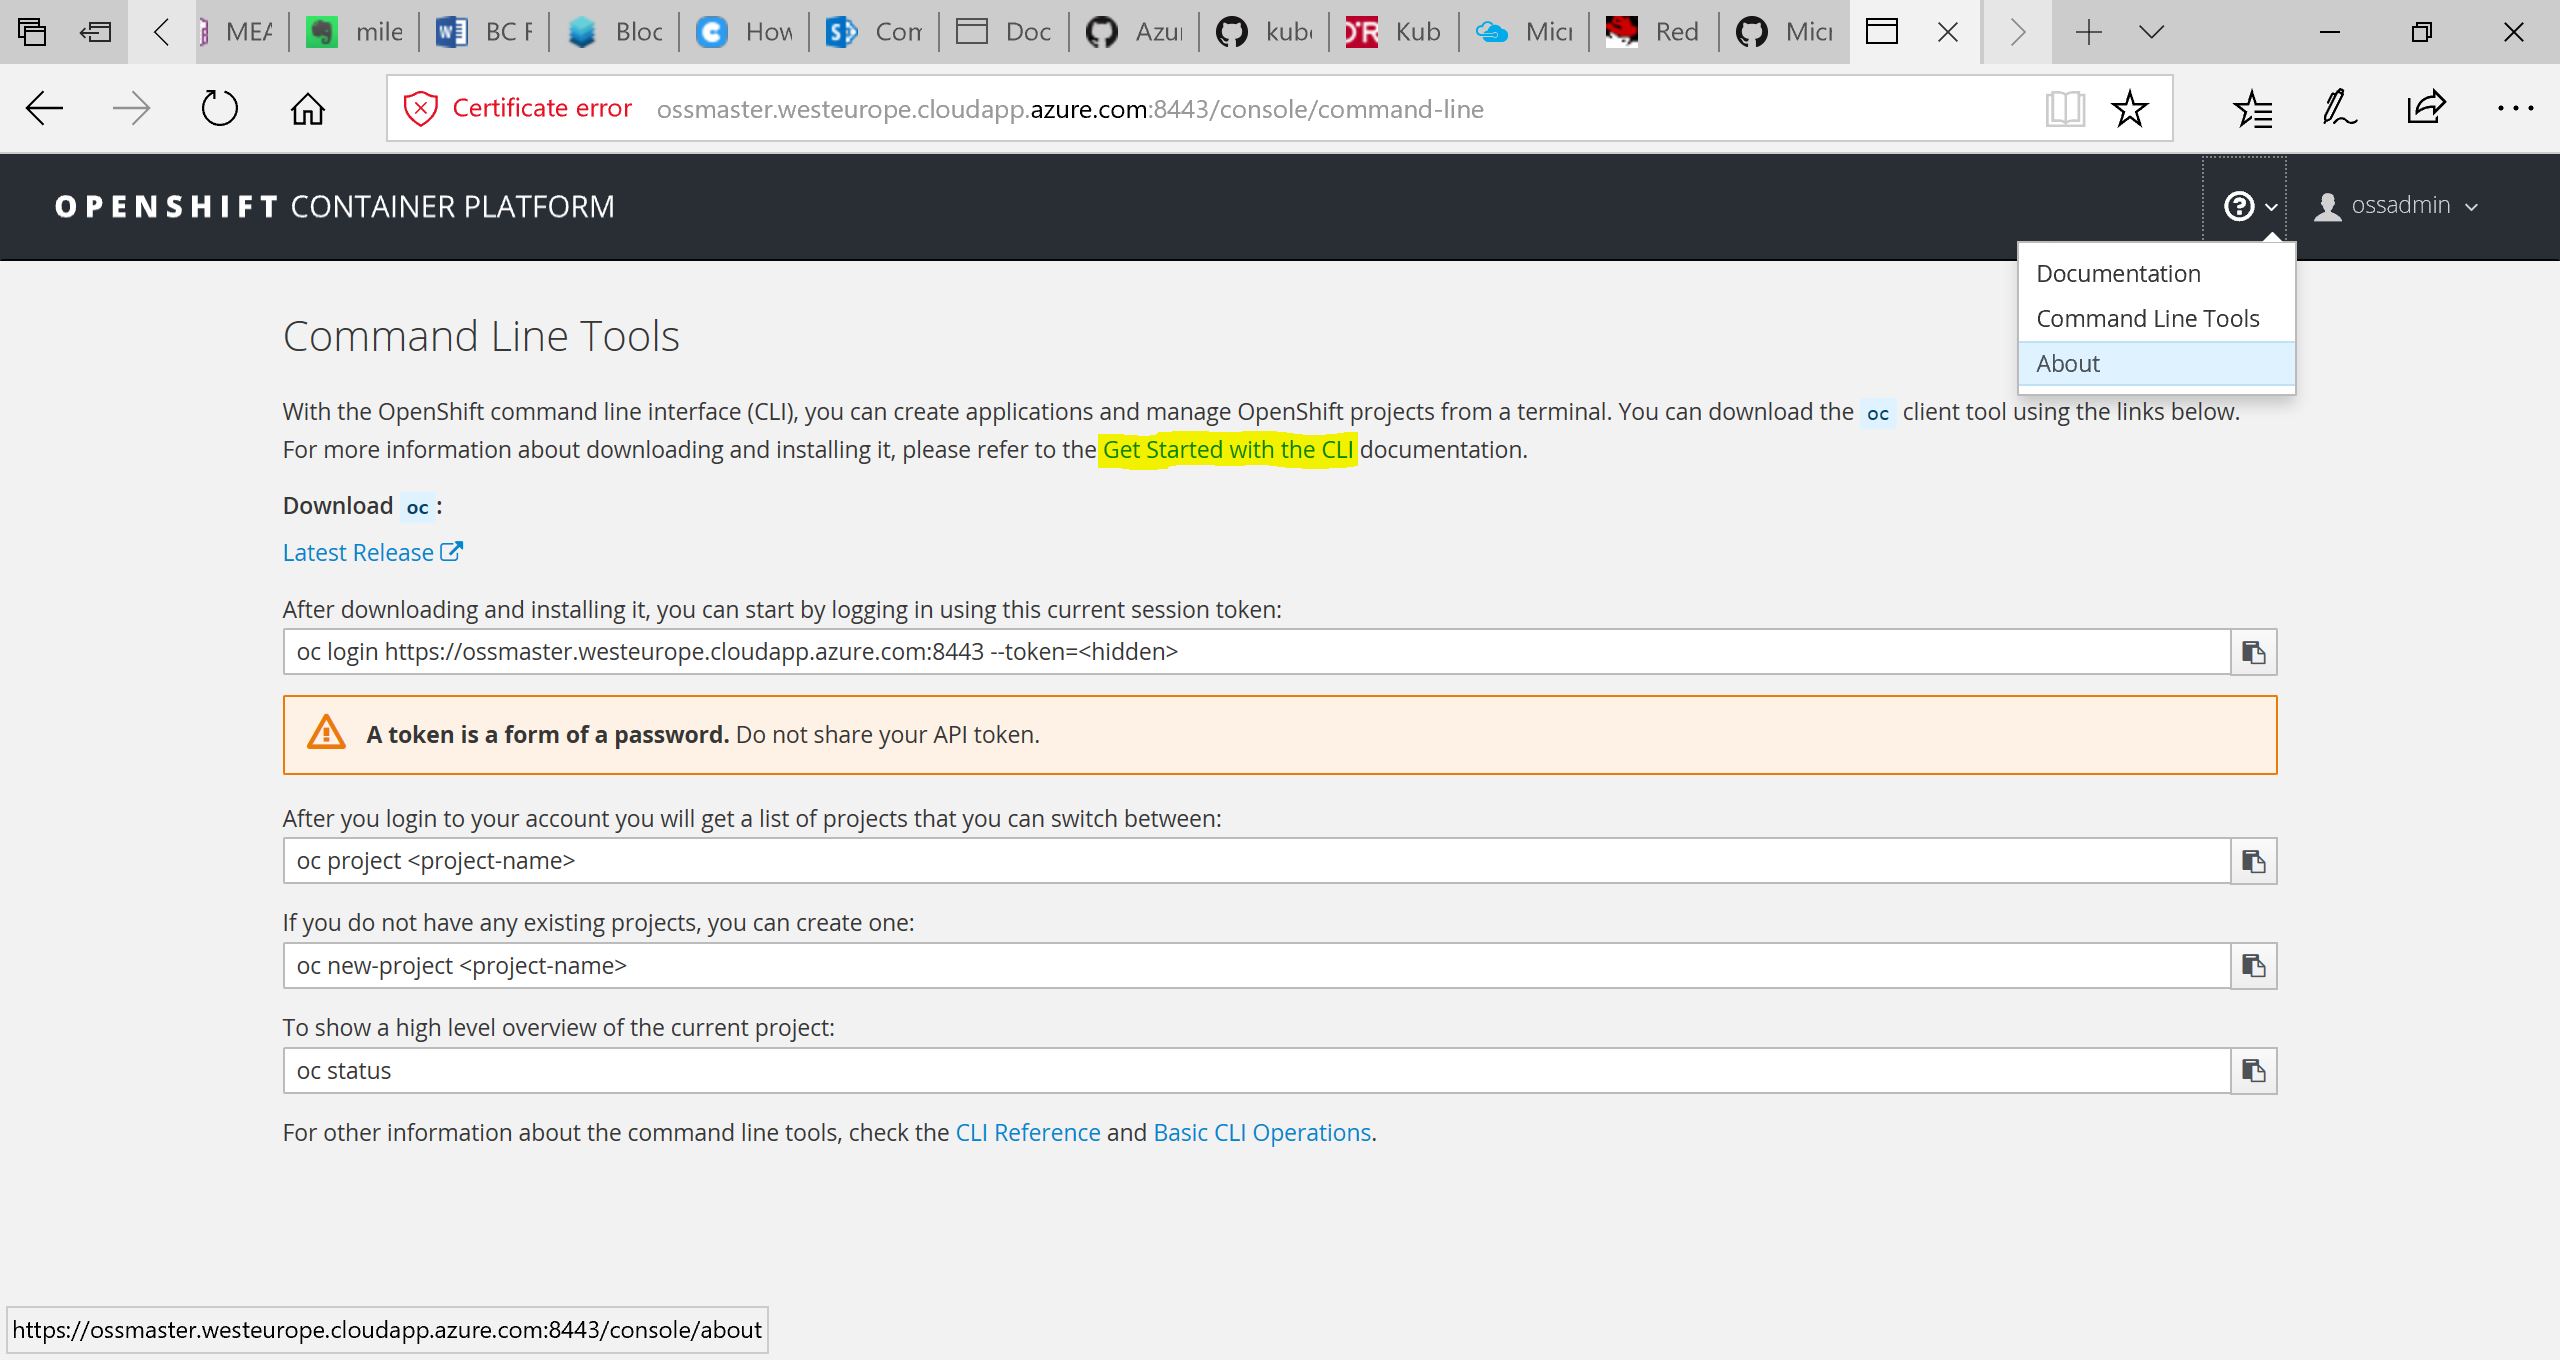 MEA mile BC F Bloc How Com Doc Azur kube Kub Micr Red Micr
Certificate error ossmaster.westeurope.cloudapp.azure.com:8443/console/command-line
OPENSHIFT CONTAINER PLATFORM
ossadmin
Documentation
Command Line Tools
About
Command Line Tools
With the OpenShift command line interface (CLI), you can create applications and manage OpenShift projects from a terminal. You can download the oc client tool using the links below.
For more information about downloading and installing it, please refer to the Get Started with the CLI documentation.
Download oc :
Latest Release
After downloading and installing it, you can start by logging in using this current session token:
oc login https://ossmaster.westeurope.cloudapp.azure.com:8443 --token=<hidden>
A token is a form of a password. Do not share your API token.
After you login to your account you will get a list of projects that you can switch between:
oc project <project-name>
If you do not have any existing projects, you can create one:
oc new-project <project-name>
To show a high level overview of the current project:
oc status
For other information about the command line tools, check the CLI Reference and Basic CLI Operations.
https://ossmaster.westeurope.cloudapp.azure.com:8443/console/about